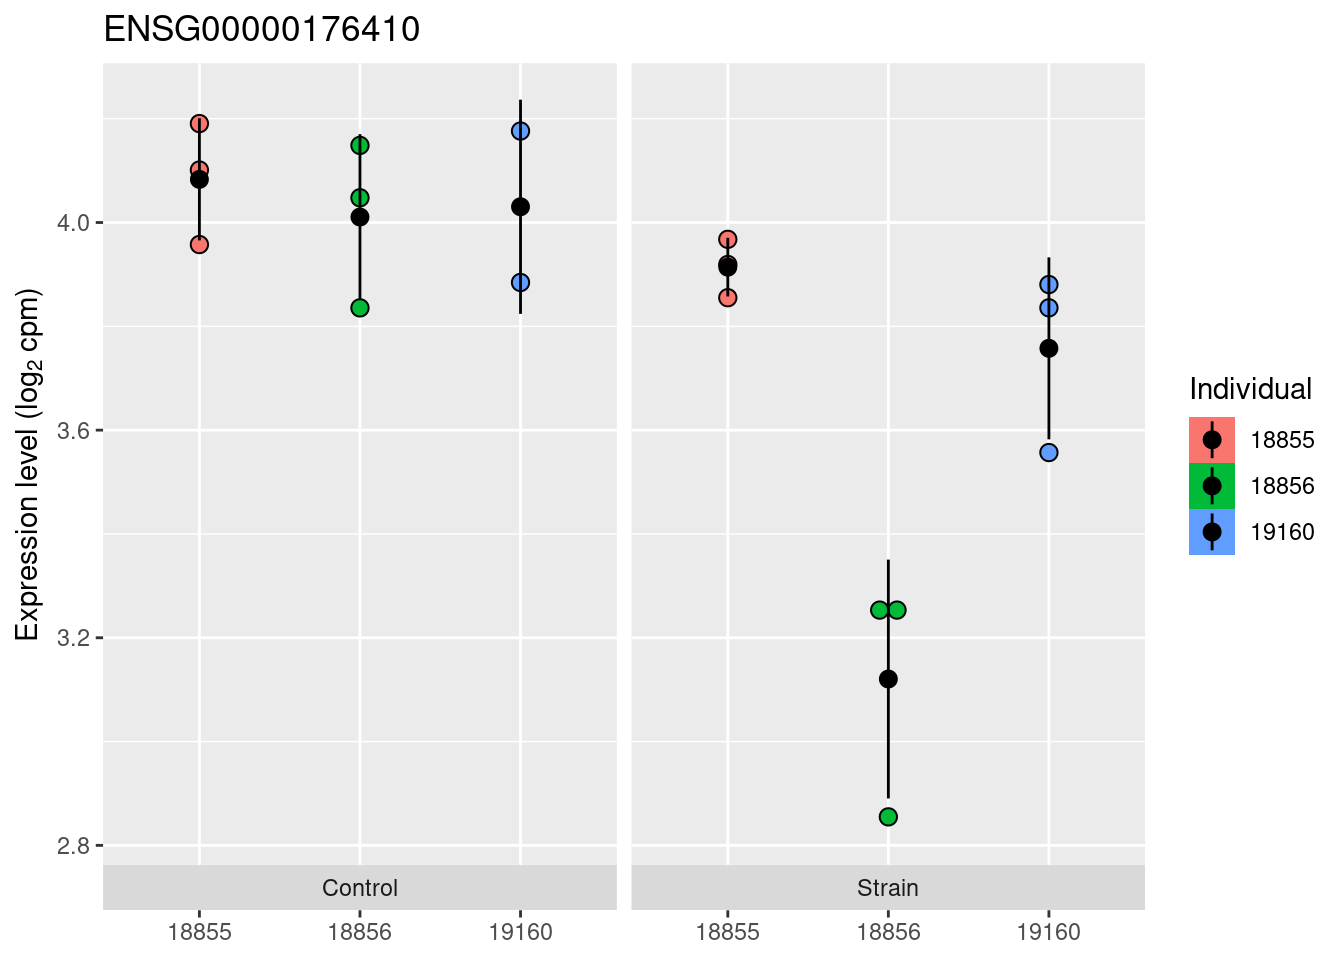 ENSG00000176410
Expression level (log2 cpm)
4.0
3.6
3.2
2.8
Control
Strain
18855
18856
19160
18855
18856
19160
Individual
18855
18856
19160